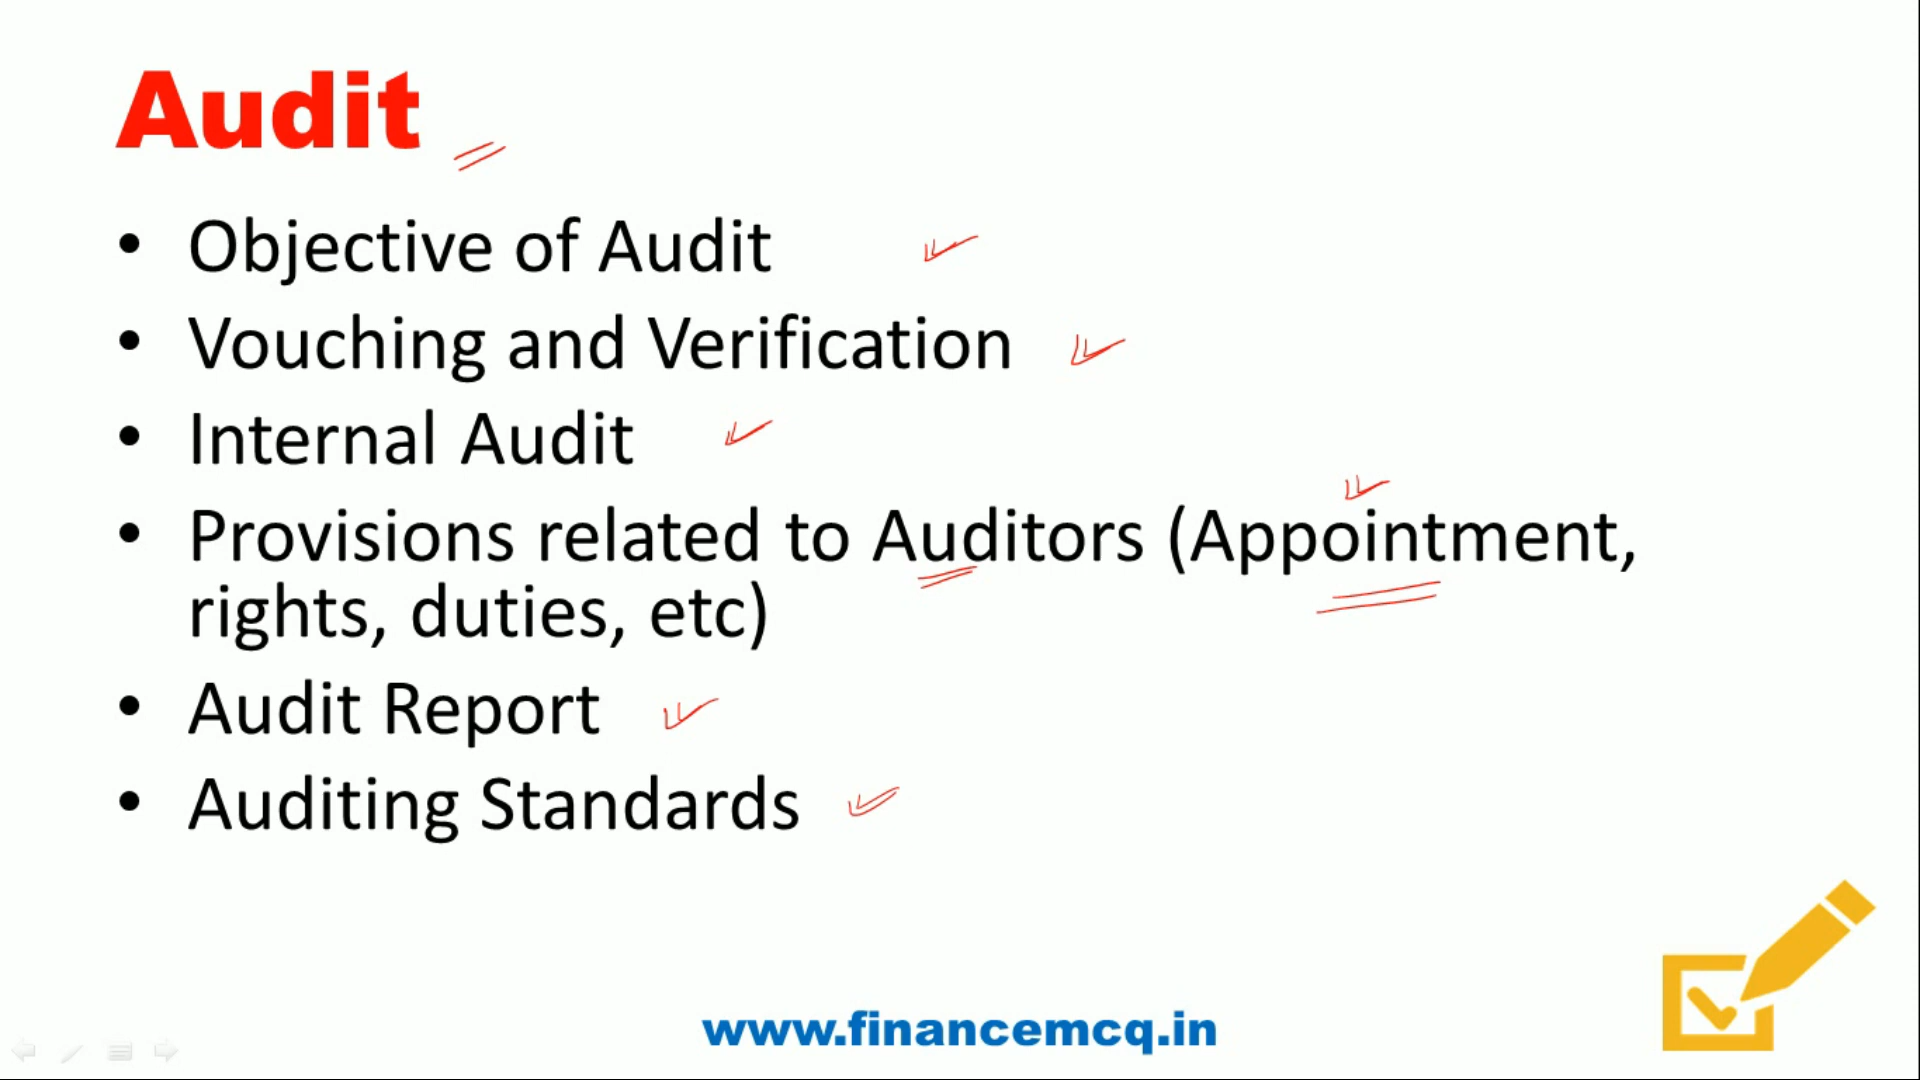 Audit
• Objective of Audit
• Vouching and Verification
• Internal Audit
• Provisions related to Auditors (Appointment,
rights, duties, etc)
• Audit Report
• Auditing Standards
www.financemcq.in